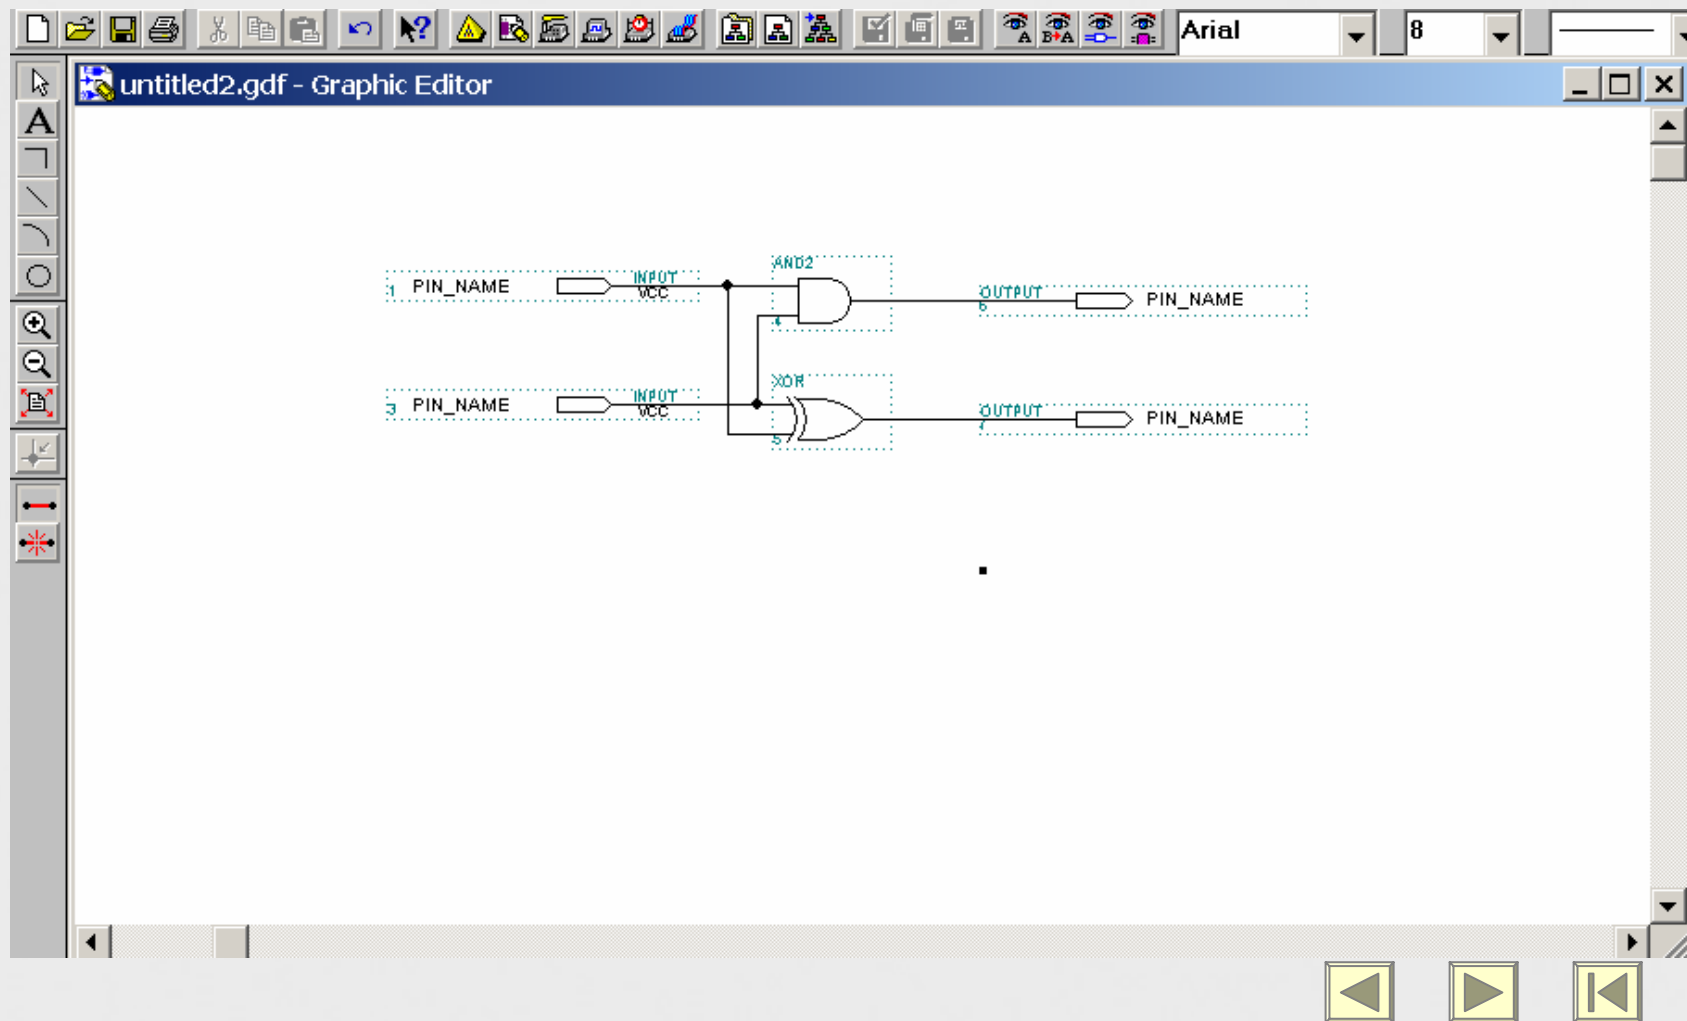 Arial 8
untitled2.gdf - Graphic Editor
A
AND2
1 PIN_NAME INPUT VCC
4
OUTPUT PIN_NAME
6
XOR
3 PIN_NAME INPUT VCC
5
OUTPUT PIN_NAME
7